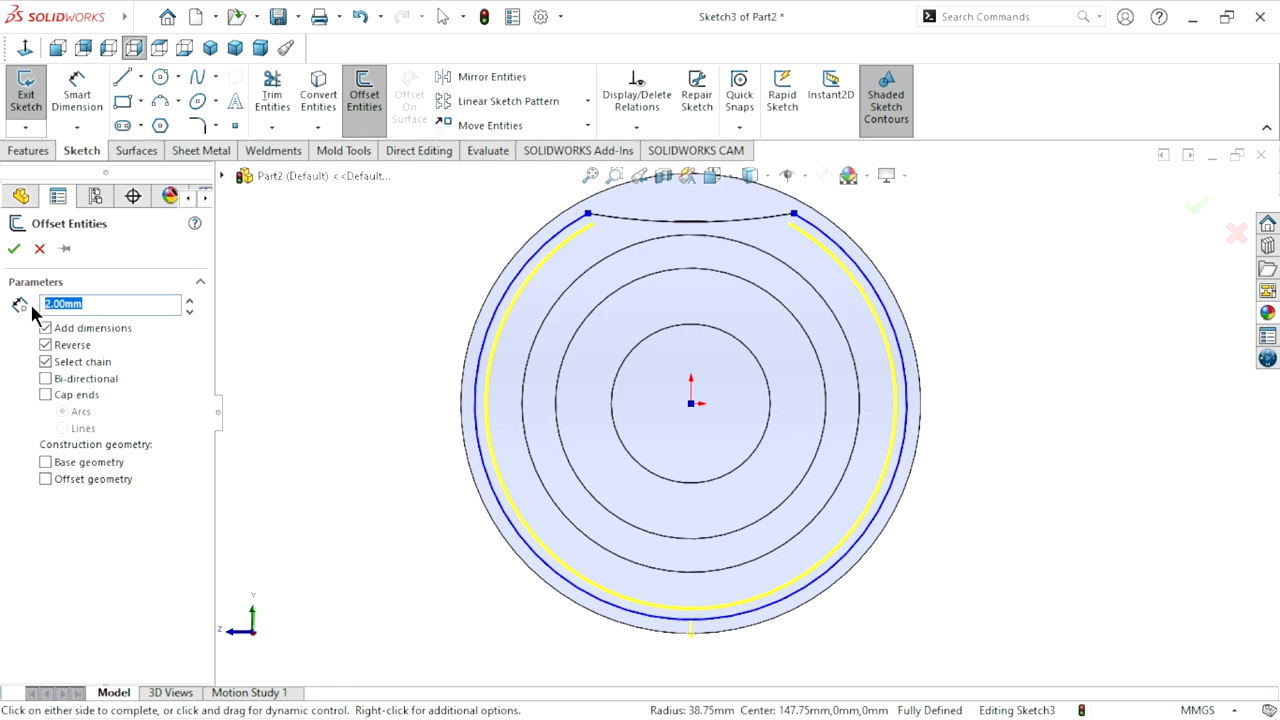 SOLIDWORKS
Sketch3 of Part2 *
Search Commands
Exit Sketch
Smart Dimension
Trim Entities
Convert Entities
Offset Entities
Offset On Surface
Mirror Entities
Linear Sketch Pattern
Move Entities
Display/Delete Relations
Repair Sketch
Quick Snaps
Rapid Sketch
Instant2D
Shaded Sketch Contours
Features
Sketch
Surfaces
Sheet Metal
Weldments
Mold Tools
Direct Editing
Evaluate
SOLIDWORKS Add-Ins
SOLIDWORKS CAM
Part2 (Default) <<Default...
Offset Entities
Parameters
2.00mm
Add dimensions
Reverse
Select chain
Bi-directional
Cap ends
Arcs
Lines
Construction geometry:
Base geometry
Offset geometry
Y
Z
Model
3D Views
Motion Study 1
Click on either side to complete, or click and drag for dynamic control. Right-click for additional options.
Radius: 38.75mm Center: 147.75mm,0mm,0mm
Fully Defined
Editing Sketch3
MMGS